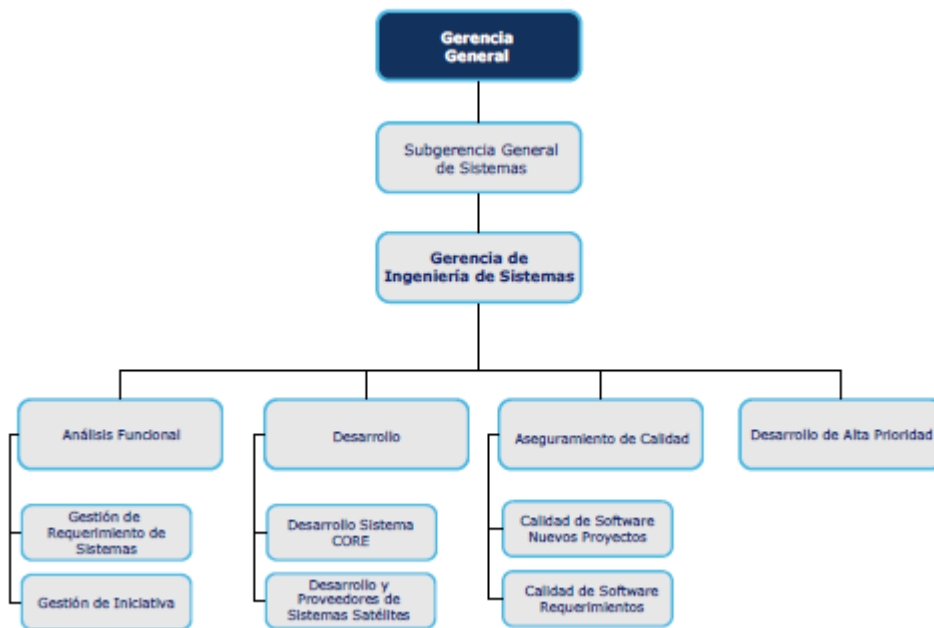 Gerencia
General
Subgerencia General
de Sistemas
Gerencia de
Ingeniería de Sistemas
Análisis Funcional
Desarrollo
Aseguramiento de Calidad
Desarrollo de Alta Prioridad
Gestión de
Requerimiento de
Sistemas
Desarrollo Sistema
CORE
Calidad de Software
Nuevos Proyectos
Gestión de Iniciativa
Desarrollo y
Proveedores de
Sistemas Satélites
Calidad de Software
Requerimientos